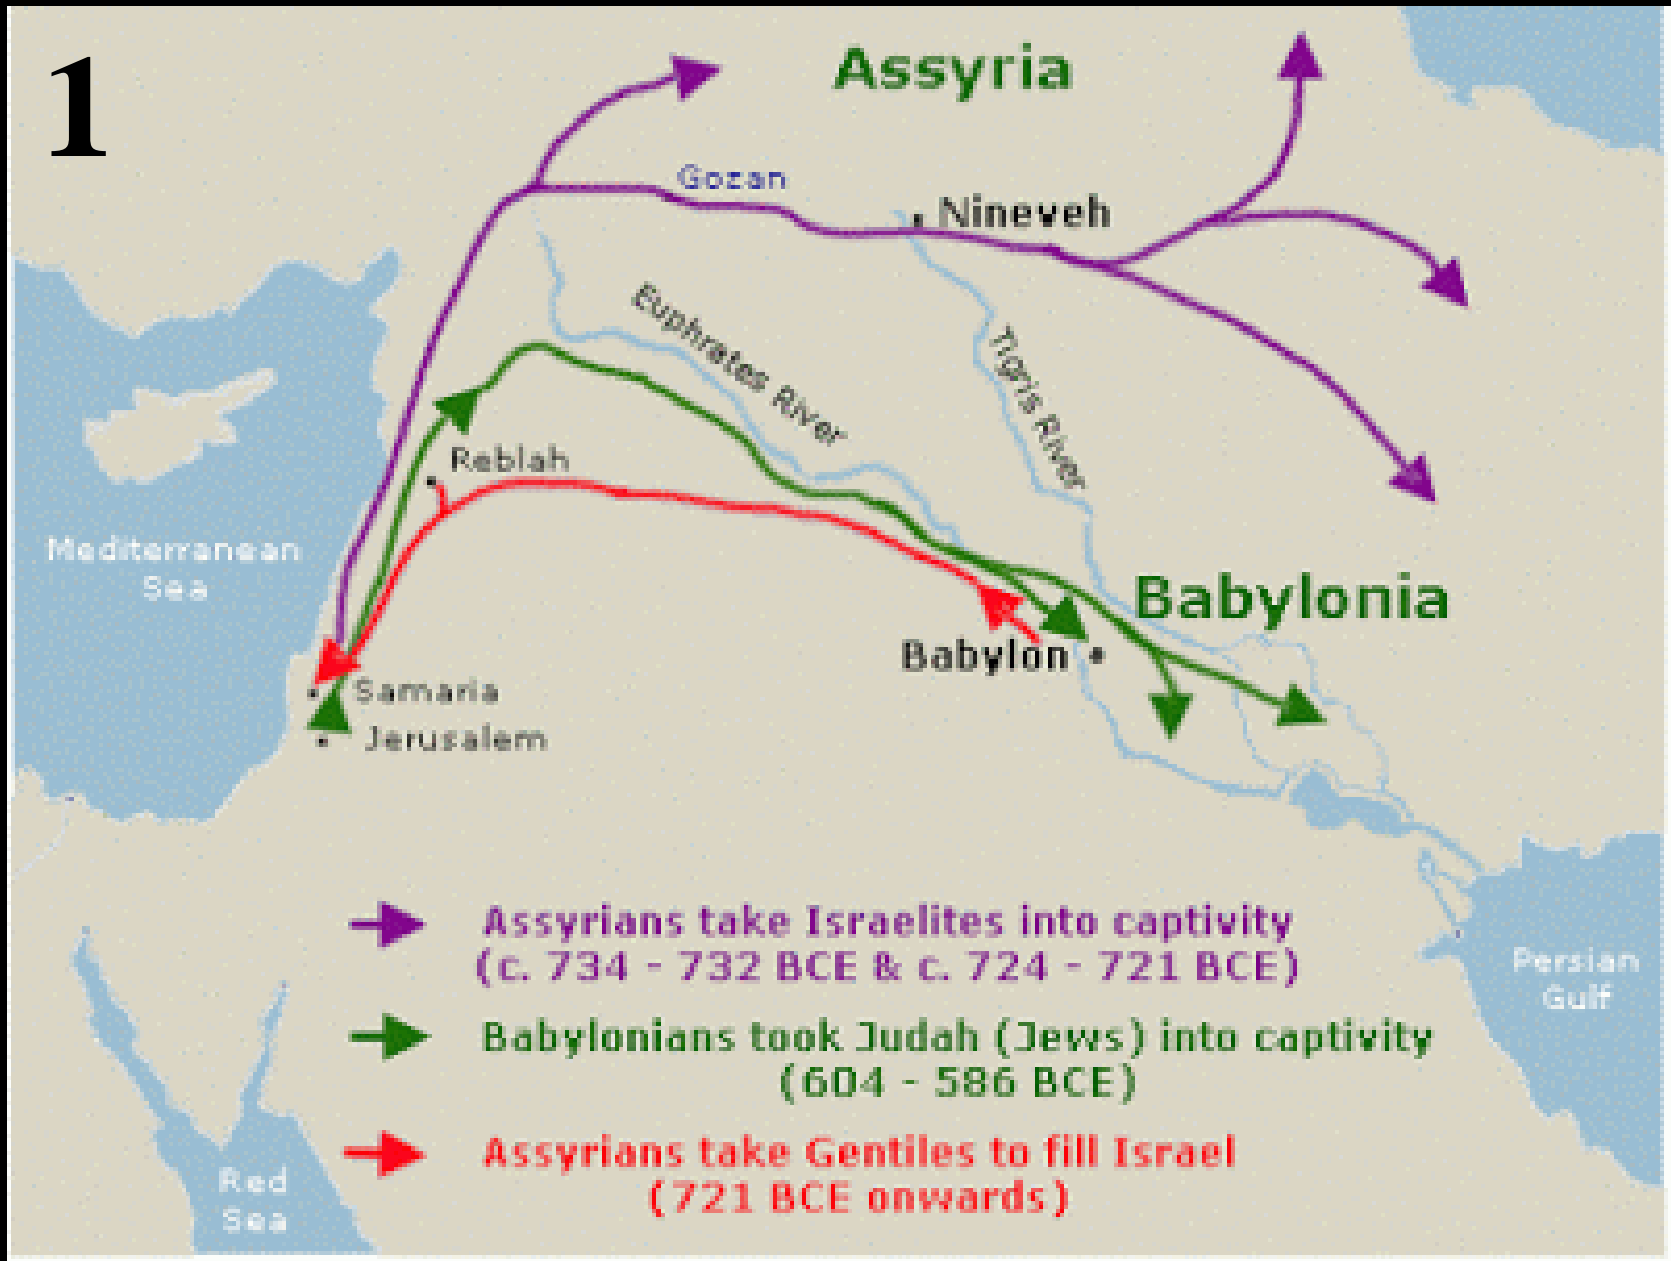 1
Assyria
Gozan
Nineveh
Euphrates River
Tigris River
Reblah
Mediterranean
Sea
Babylonia
Babylon
Samaria
Jerusalem
Assyrians take Israelites into captivity
(c. 734 - 732 BCE & c. 724 - 721 BCE)
Persian
Gulf
Babylonians took Judah (Jews) into captivity
(604 - 586 BCE)
Assyrians take Gentiles to fill Israel
(721 BCE onwards)
Red
Sea